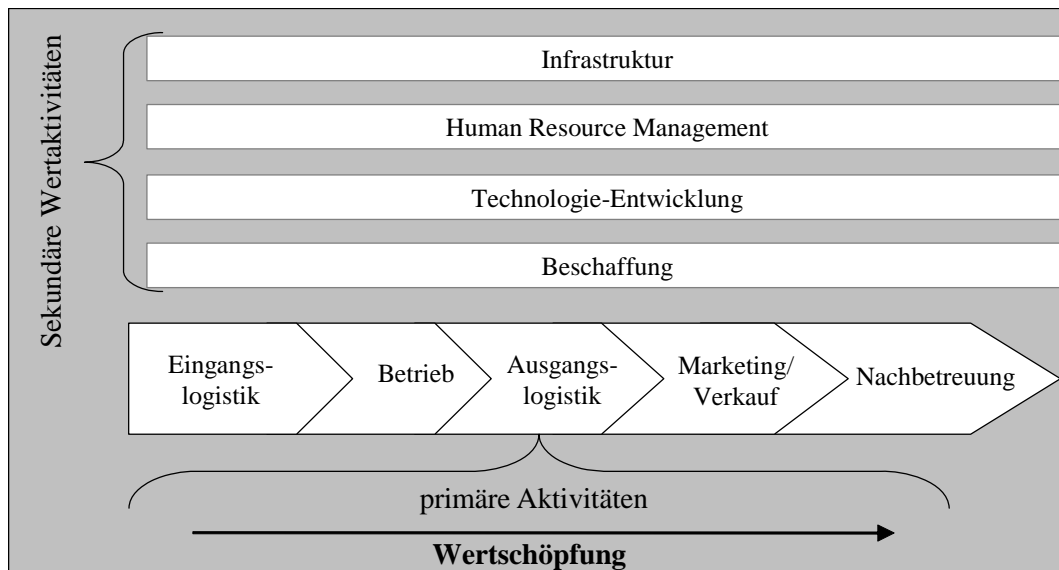 Sekundäre Wertaktivitäten
Infrastruktur
Human Resource Management
Technologie-Entwicklung
Beschaffung
Eingangs-
logistik
Betrieb
Ausgangs-
logistik
Marketing/
Verkauf
Nachbetreuung
primäre Aktivitäten
Wertschöpfung